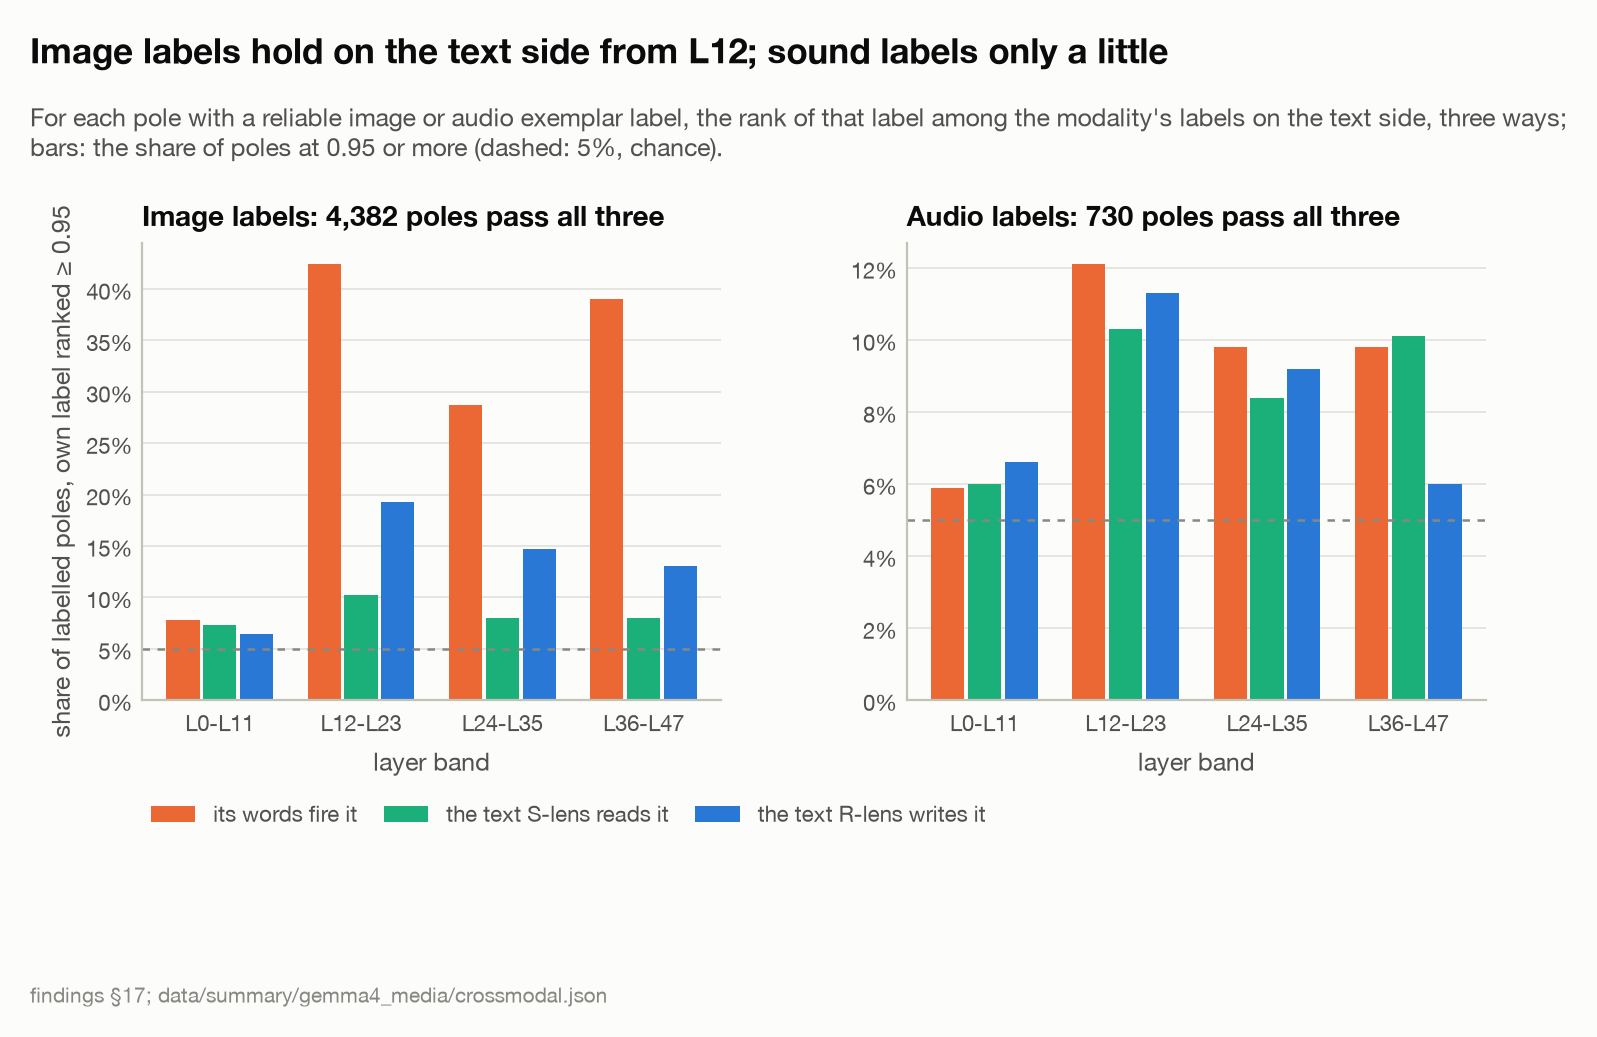 Image labels hold on the text side from L12; sound labels only a little
For each pole with a reliable image or audio exemplar label, the rank of that label among the modality's labels on the text side, three ways;
bars: the share of poles at 0.95 or more (dashed: 5%, chance).
share of labelled poles, own label ranked ≥ 0.95
Image labels: 4,382 poles pass all three
40%
35%
30%
25%
20%
15%
10%
5%
0%
L0-L11 L12-L23 L24-L35 L36-L47
layer band
Audio labels: 730 poles pass all three
12%
10%
8%
6%
4%
2%
0%
L0-L11 L12-L23 L24-L35 L36-L47
layer band
its words fire it the text S-lens reads it the text R-lens writes it
findings §17; data/summary/gemma4_media/crossmodal.json